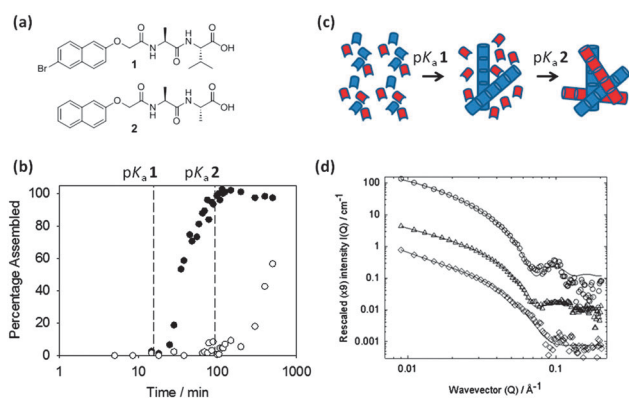 (a)
Br
O
O
H
N
N
H
O
O
OH
1
O
O
H
N
N
H
O
O
OH
2
(b)
pKa 1 pKa 2
100
80
60
40
20
0
Percentage Assembled
1 10 100 1000
Time / min
(c)
pKa 1 pKa 2
(d)
100
10
1
0.1
0.01
0.001
Rescaled (x9) intensity I(Q) / cm-1
0.01 0.1
Wavevector (Q) / Å-1